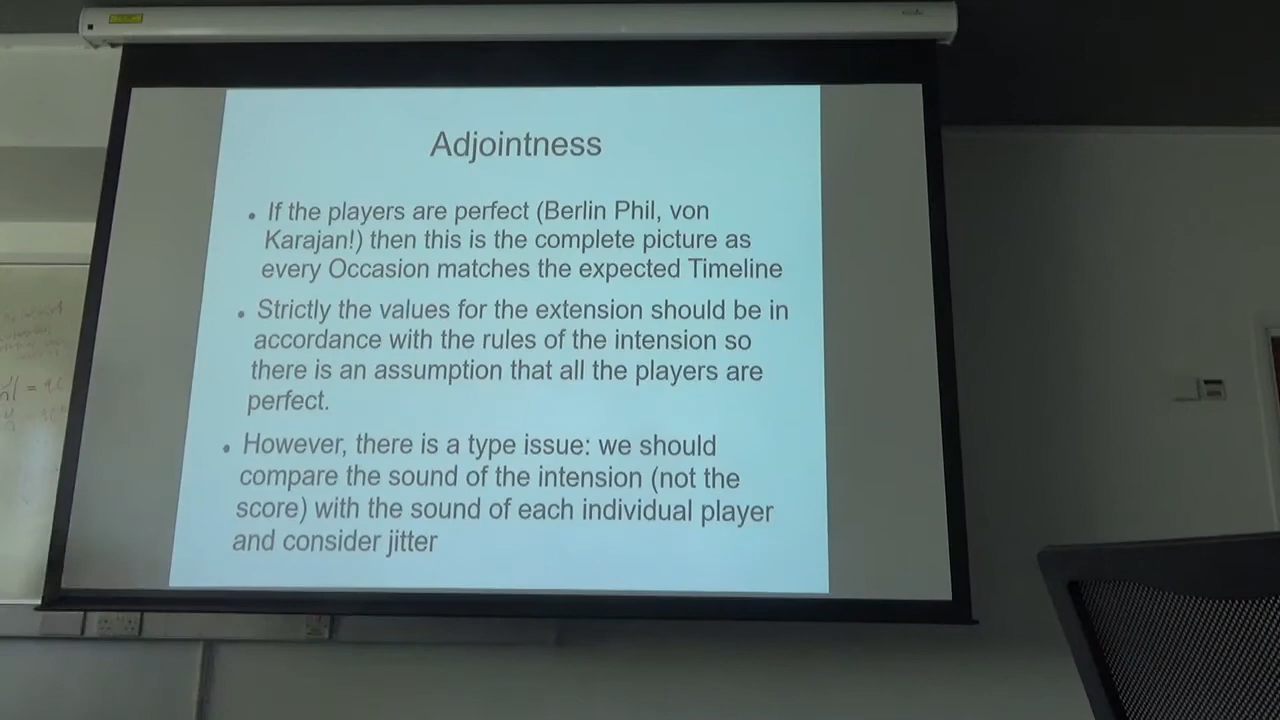 Adjointness
• If the players are perfect (Berlin Phil, von
Karajan!) then this is the complete picture as
every Occasion matches the expected Timeline
• Strictly the values for the extension should be in
accordance with the rules of the intension so
there is an assumption that all the players are
perfect.
• However, there is a type issue: we should
compare the sound of the intension (not the
score) with the sound of each individual player
and consider jitter